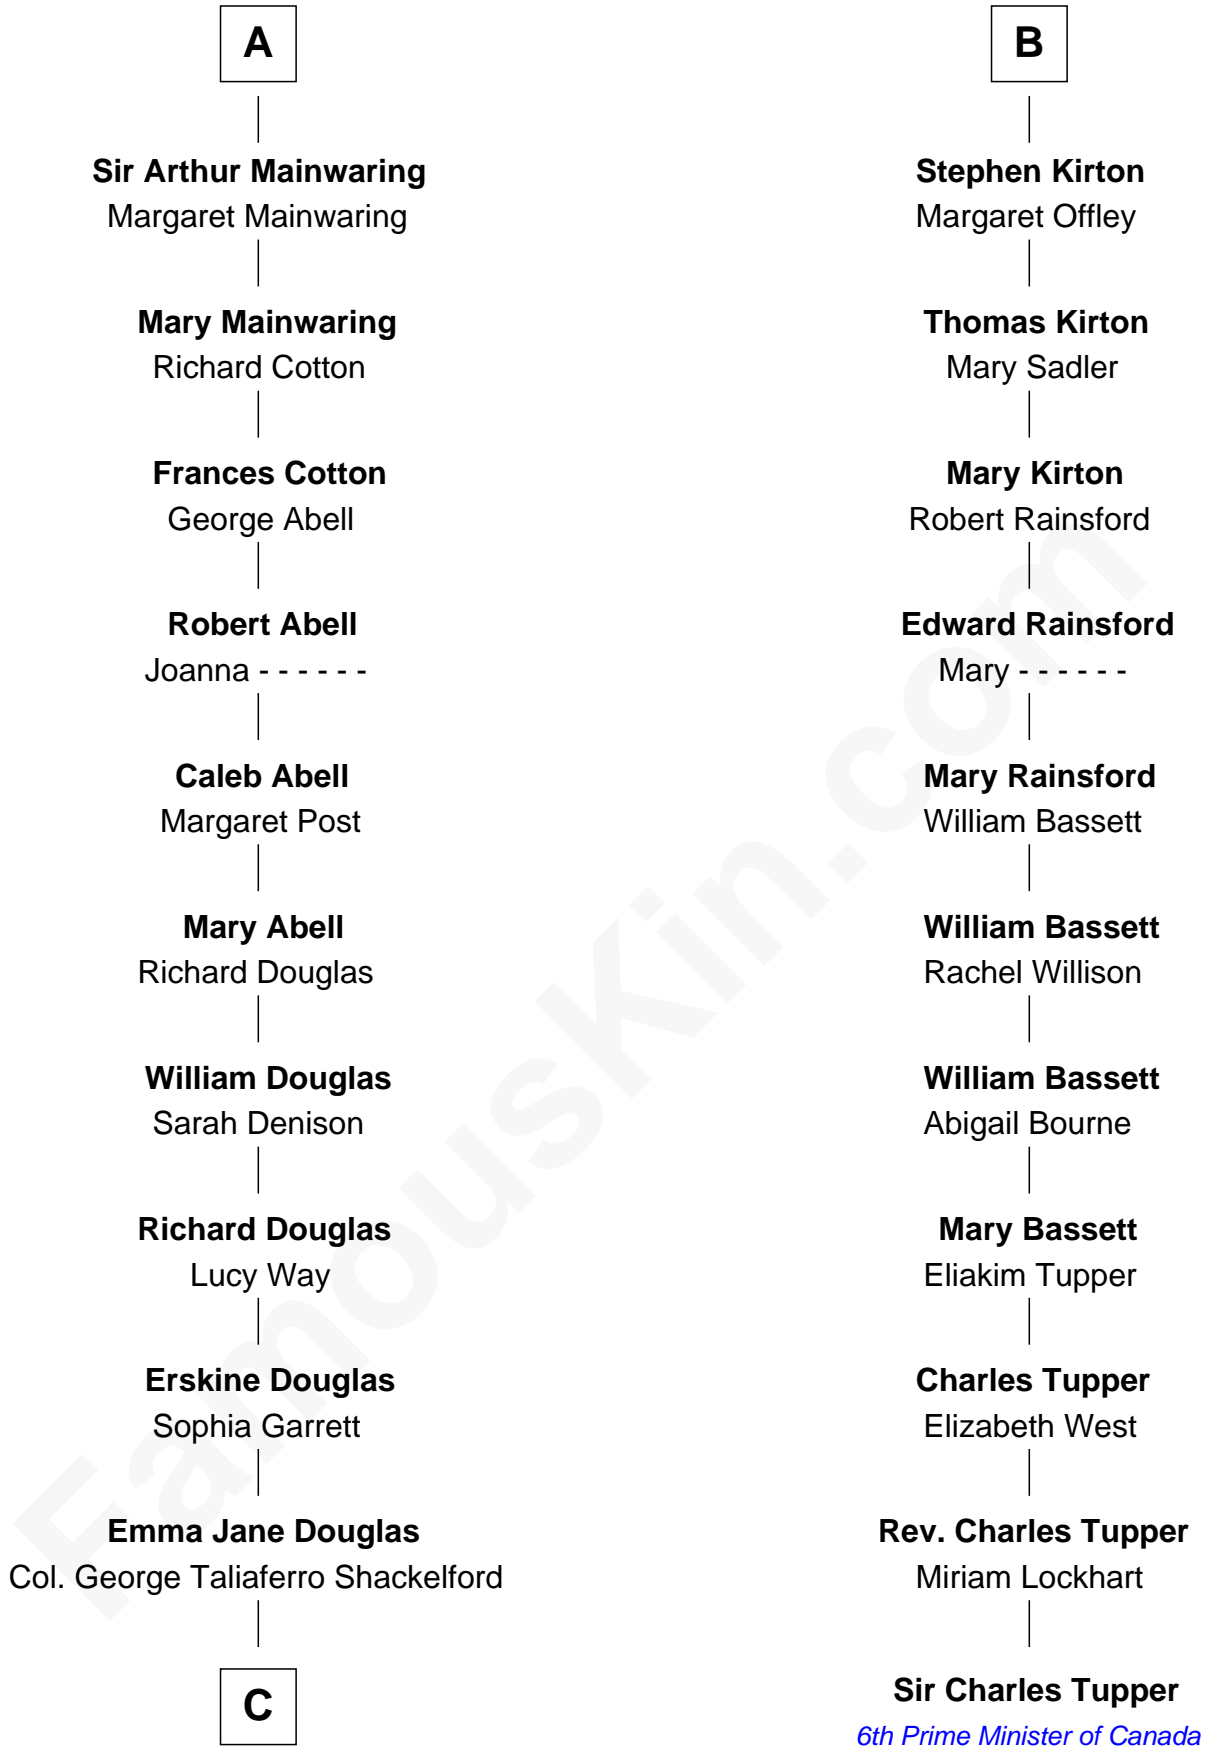 A
Sir Arthur Mainwaring
Margaret Mainwaring
Mary Mainwaring
Richard Cotton
Frances Cotton
George Abell
Robert Abell
Joanna - - - - - -
Caleb Abell
Margaret Post
Mary Abell
Richard Douglas
William Douglas
Sarah Denison
Richard Douglas
Lucy Way
Erskine Douglas
Sophia Garrett
Emma Jane Douglas
Col. George Taliaferro Shackelford
C
B
Stephen Kirton
Margaret Offley
Thomas Kirton
Mary Sadler
Mary Kirton
Robert Rainsford
Edward Rainsford
Mary - - - - - -
Mary Rainsford
William Bassett
William Bassett
Rachel Willison
William Bassett
Abigail Bourne
Mary Bassett
Eliakim Tupper
Charles Tupper
Elizabeth West
Rev. Charles Tupper
Miriam Lockhart
Sir Charles Tupper
6th Prime Minister of Canada
FamousKin.com